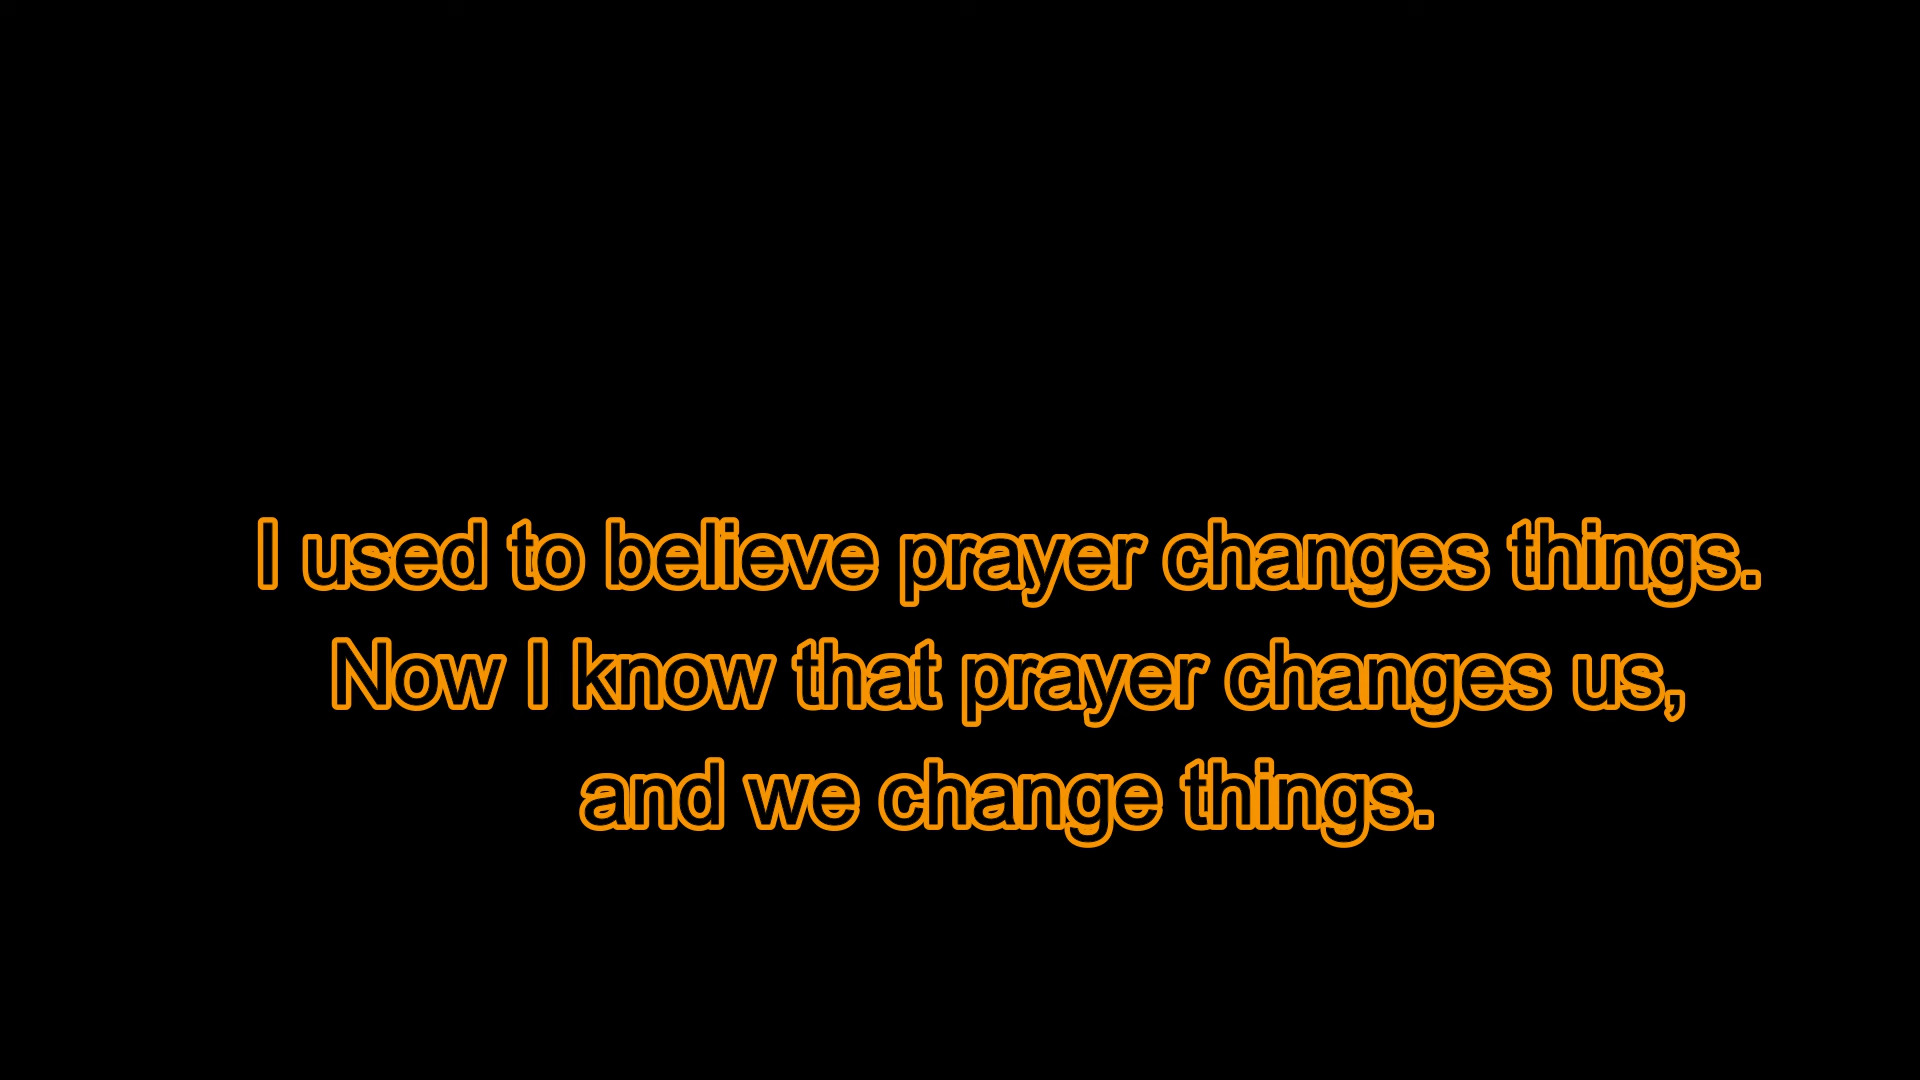 I used to believe prayer changes things.
Now I know that prayer changes us,
and we change things.